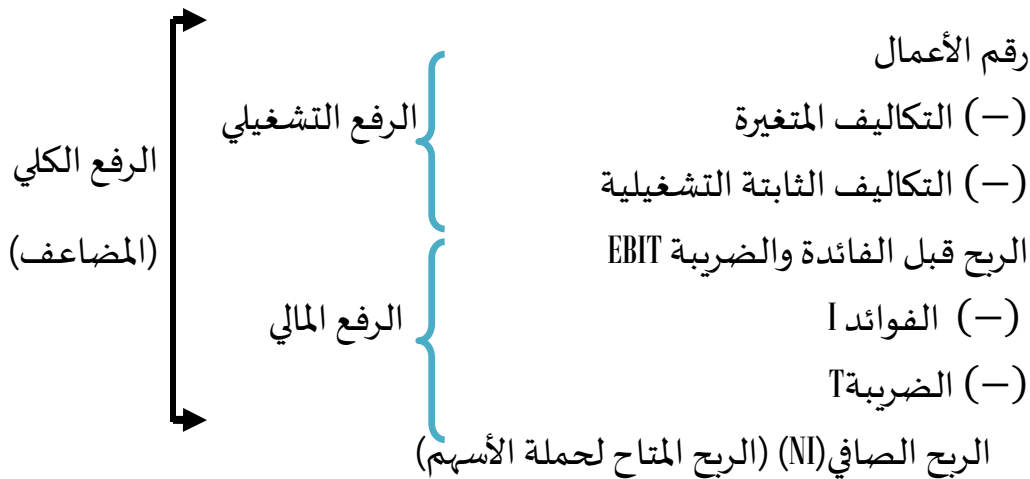 رقم الأعمال
(–) التكاليف المتغيرة
الرفع التشغيلي
(–) التكاليف الثابتة التشغيلية
الرفع الكلي
(المضاعف)
الربح قبل الفائدة والضريبة EBIT
(–) الفوائد I
الرفع المالي
(–) الضريبةT
الربح الصافي(NI) (الربح المتاح لحملة الأسهم)